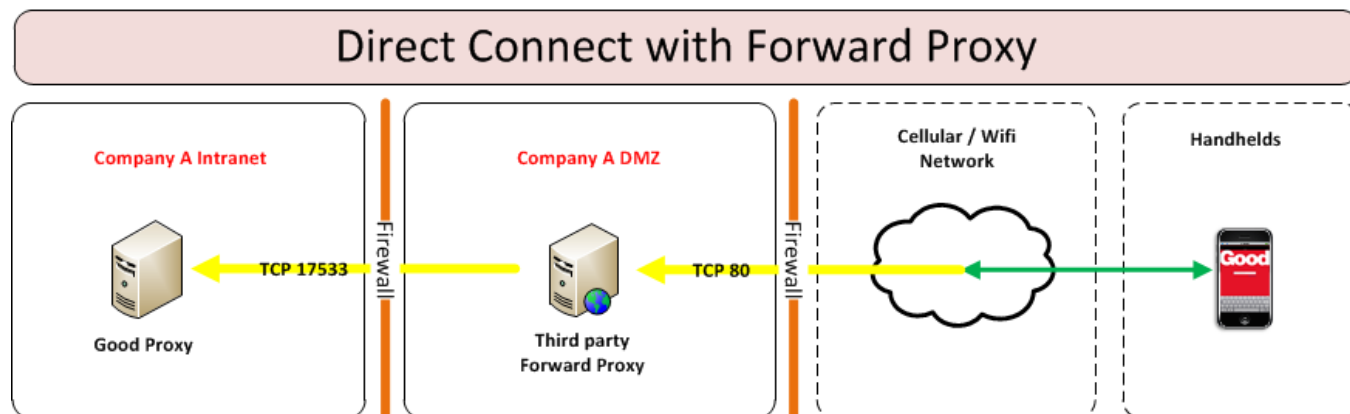 Direct Connect with Forward Proxy
Company A Intranet
Good Proxy
TCP 17533
Firewall
Company A DMZ
Third party
Forward Proxy
TCP 80
Firewall
Cellular / Wifi
Network
Handhelds
Good